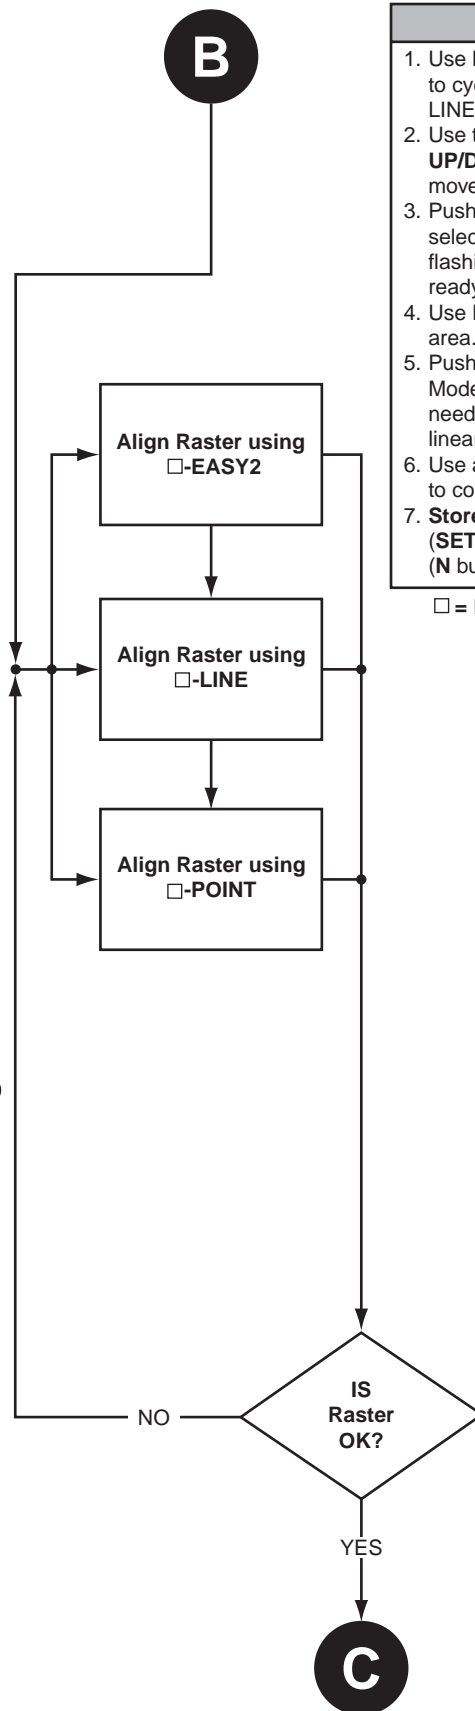 B
1. Use
to cy
LINE
2. Use
UP/D
move
3. Push
selec
flashi
ready
4. Use
area.
5. Push
Mode
need
linea
6. Use a
to co
7. Store
(SET
(N bu
□ =
Align Raster using
□-EASY2
Align Raster using
□-LINE
Align Raster using
□-POINT
IS
Raster
OK?
NO
YES
C